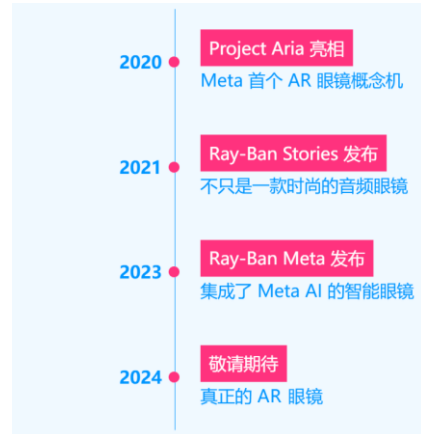 2020
Project Aria 亮相
Meta 首个 AR 眼镜概念机
2021
Ray-Ban Stories 发布
不只是一款时尚的音频眼镜
2023
Ray-Ban Meta 发布
集成了 Meta AI 的智能眼镜
2024
敬请期待
真正的 AR 眼镜